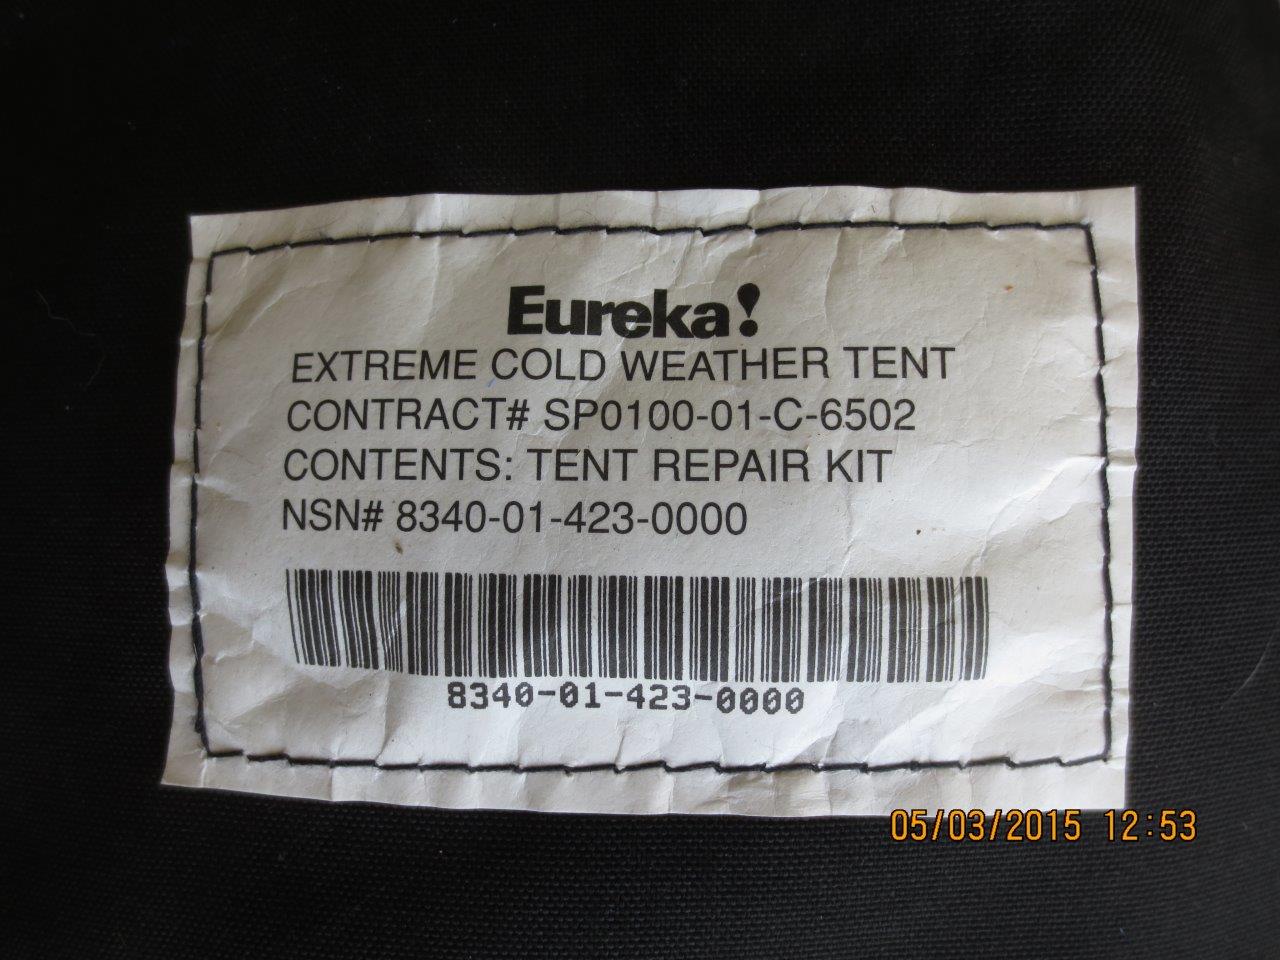 Eureka!
EXTREME COLD WEATHER TENT
CONTRACT# SP0100-01-C-6502
CONTENTS: TENT REPAIR KIT
NSN# 8340-01-423-0000
8340-01-423-0000
05/03/2015 12:53